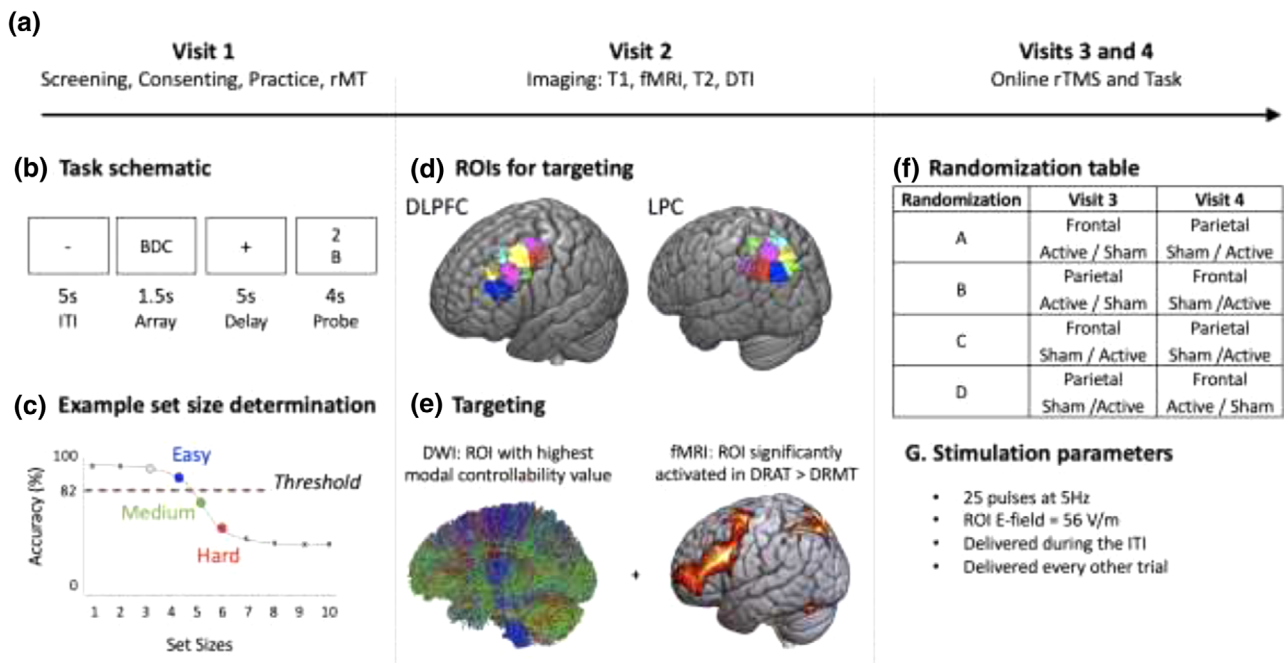 (a)
Visit 1
Screening, Consenting, Practice, rMT
Visit 2
Imaging: T1, fMRI, T2, DTI
Visits 3 and 4
Online rTMS and Task
(b) Task schematic
-
BDC
+
2
B
5s
1.5s
5s
4s
ITI
Array
Delay
Probe
(c) Example set size determination
100
82
0
Accuracy (%)
Easy
Threshold
Medium
Hard
1 2 3 4 5 6 7 8 9 10
Set Sizes
(d) ROIs for targeting
DLPFC
LPC
(e) Targeting
DWI: ROI with highest
modal controllability value
+
fMRI: ROI significantly
activated in DRAT > DRMT
(f) Randomization table
Randomization Visit 3 Visit 4
A
Frontal
Active / Sham
Parietal
Sham / Active
B
Parietal
Active / Sham
Frontal
Sham /Active
C
Frontal
Sham / Active
Parietal
Sham /Active
D
Parietal
Sham /Active
Frontal
Active / Sham
G. Stimulation parameters
• 25 pulses at 5Hz
• ROI E-field = 56 V/m
• Delivered during the ITI
• Delivered every other trial